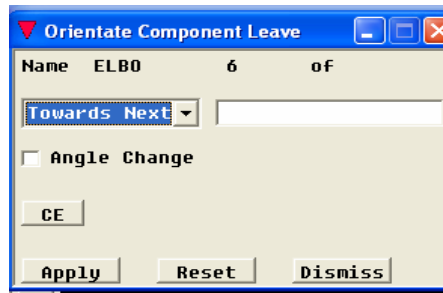 Orientate Component Leave
Name ELBO 6 of
Towards Next
Angle Change
CE
Apply Reset Dismiss